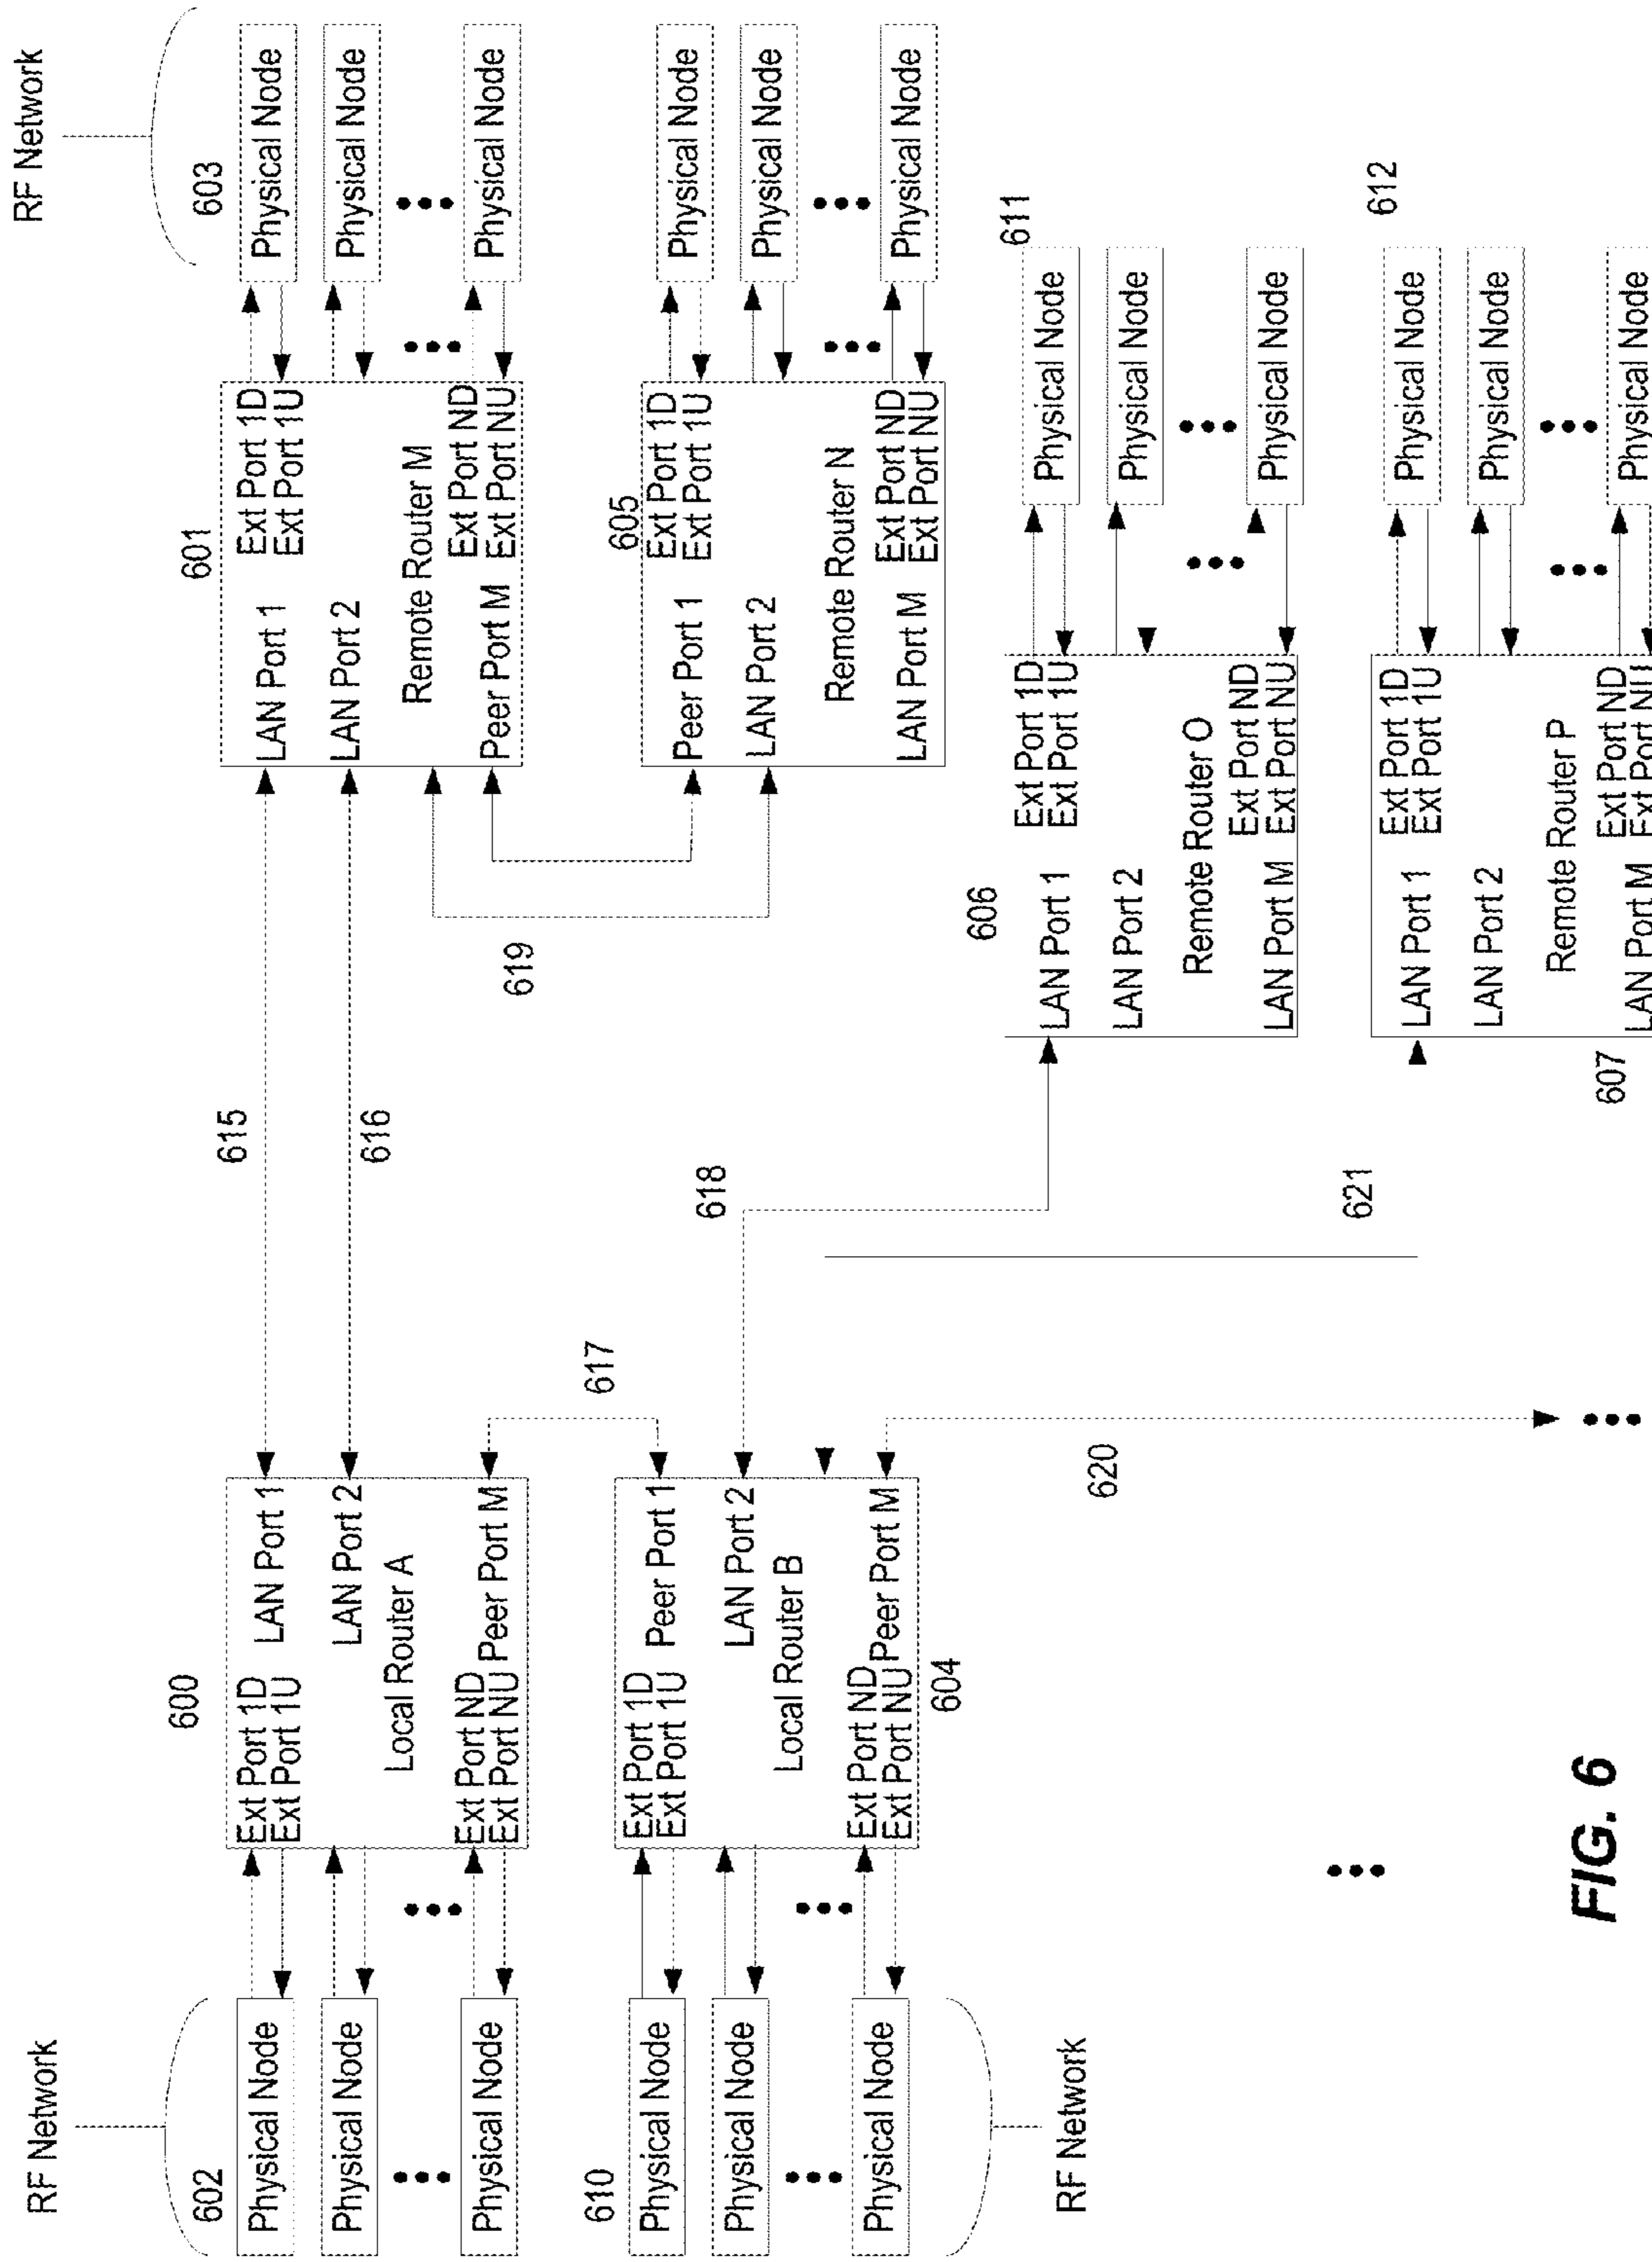 RF Network
602
Physical Node
Physical Node
•••
Physical Node
•••
600
Ext Port 1D
Ext Port 1U
LAN Port 1
LAN Port 2
Local Router A
Ext Port ND
Ext Port NU
Peer Port M
615
616
617
601
LAN Port 1
Ext Port 1D
Ext Port 1U
LAN Port 2
Remote Router M
Ext Port ND
Peer Port M
Ext Port NU
•••
RF Network
603
Physical Node
Physical Node
•••
Physical Node
610
Physical Node
Physical Node
•••
Physical Node
RF Network
•••
Ext Port 1D
Ext Port 1U
Peer Port 1
LAN Port 2
Local Router B
Ext Port ND
Ext Port NU
Peer Port M
604
618
619
605
Peer Port 1
Ext Port 1D
Ext Port 1U
LAN Port 2
Remote Router N
LAN Port M
Ext Port ND
Ext Port NU
•••
Physical Node
Physical Node
•••
Physical Node
606
LAN Port 1
Ext Port 1D
Ext Port 1U
LAN Port 2
Remote Router O
Ext Port ND
LAN Port M
Ext Port NU
•••
611
Physical Node
Physical Node
•••
Physical Node
620
•••
621
•••
607
LAN Port 1
Ext Port 1D
Ext Port 1U
LAN Port 2
Remote Router P
Ext Port ND
LAN Port M
Ext Port NU
•••
612
Physical Node
Physical Node
•••
Physical Node
FIG. 6